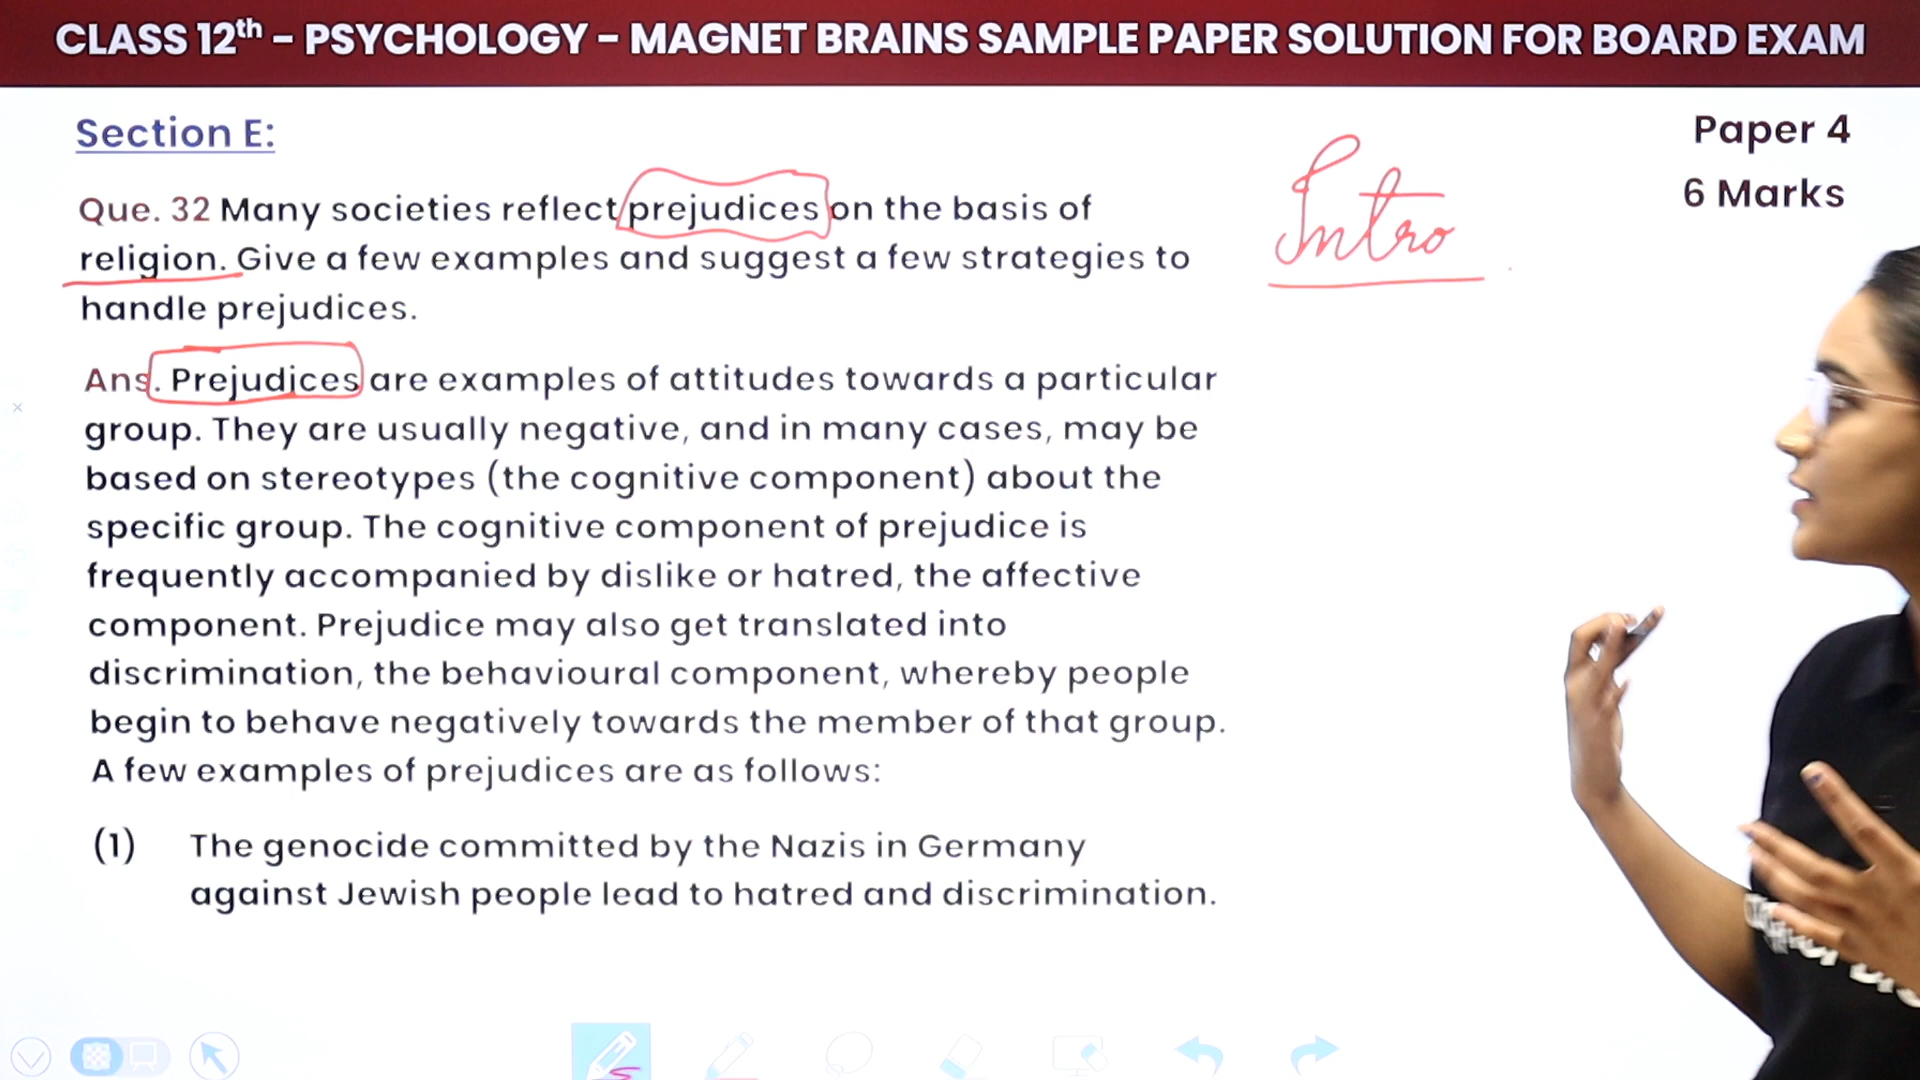 CLASS 12th - PSYCHOLOGY - MAGNET BRAINS SAMPLE PAPER SOLUTION FOR BOARD EXAM
Section E:
Paper 4
6 Marks
Intro
Que. 32 Many societies reflect prejudices on the basis of
religion. Give a few examples and suggest a few strategies to
handle prejudices.
Ans. Prejudices are examples of attitudes towards a particular
group. They are usually negative, and in many cases, may be
based on stereotypes (the cognitive component) about the
specific group. The cognitive component of prejudice is
frequently accompanied by dislike or hatred, the affective
component. Prejudice may also get translated into
discrimination, the behavioural component, whereby people
begin to behave negatively towards the member of that group.
A few examples of prejudices are as follows:
(1) The genocide committed by the Nazis in Germany
against Jewish people lead to hatred and discrimination.